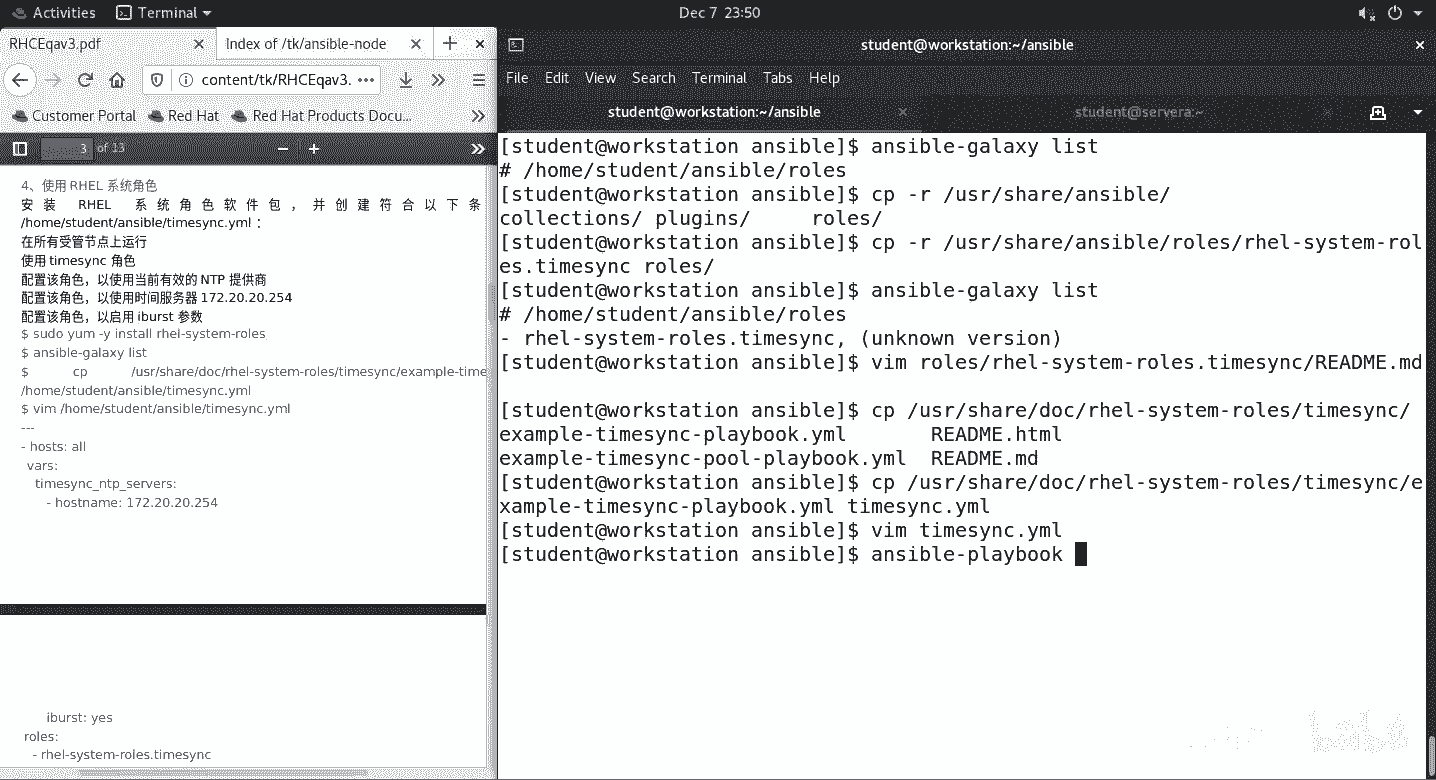 Activities
Terminal
Dec 7 23:50
RHCEqav3.pdf
Index of /tk/ansible-node
content/tk/RHCEqav3.
Customer Portal
Red Hat
Red Hat Products Docu...
3 of 13
4、使用 RHEL 系统角色
安装 RHEL 系统角色软件包，并创建符合以下条
/home/student/ansible/timesync.yml：
在所有受管节点上运行
使用 timesync 角色
配置该角色，以使用当前有效的 NTP 提供商
配置该角色，以使用时间服务器 172.20.20.254
配置该角色，以启用 iburst 参数
$ sudo yum -y install rhel-system-roles
$ ansible-galaxy list
$ cp /usr/share/doc/rhel-system-roles/timesync/example-time
/home/student/ansible/timesync.yml
$ vim /home/student/ansible/timesync.yml
---
- hosts: all
vars:
timesync_ntp_servers:
- hostname: 172.20.20.254
iburst: yes
roles:
- rhel-system-roles.timesync
student@workstation:~/ansible
File Edit View Search Terminal Tabs Help
student@workstation:~/ansible
student@servera:~
[student@workstation ansible]$ ansible-galaxy list
# /home/student/ansible/roles
[student@workstation ansible]$ cp -r /usr/share/ansible/
collections/ plugins/ roles/
[student@workstation ansible]$ cp -r /usr/share/ansible/roles/rhel-system-rol
es.timesync roles/
[student@workstation ansible]$ ansible-galaxy list
# /home/student/ansible/roles
- rhel-system-roles.timesync, (unknown version)
[student@workstation ansible]$ vim roles/rhel-system-roles.timesync/README.md
[student@workstation ansible]$ cp /usr/share/doc/rhel-system-roles/timesync/
example-timesync-playbook.yml README.html
example-timesync-pool-playbook.yml README.md
[student@workstation ansible]$ cp /usr/share/doc/rhel-system-roles/timesync/e
xample-timesync-playbook.yml timesync.yml
[student@workstation ansible]$ vim timesync.yml
[student@workstation ansible]$ ansible-playbook